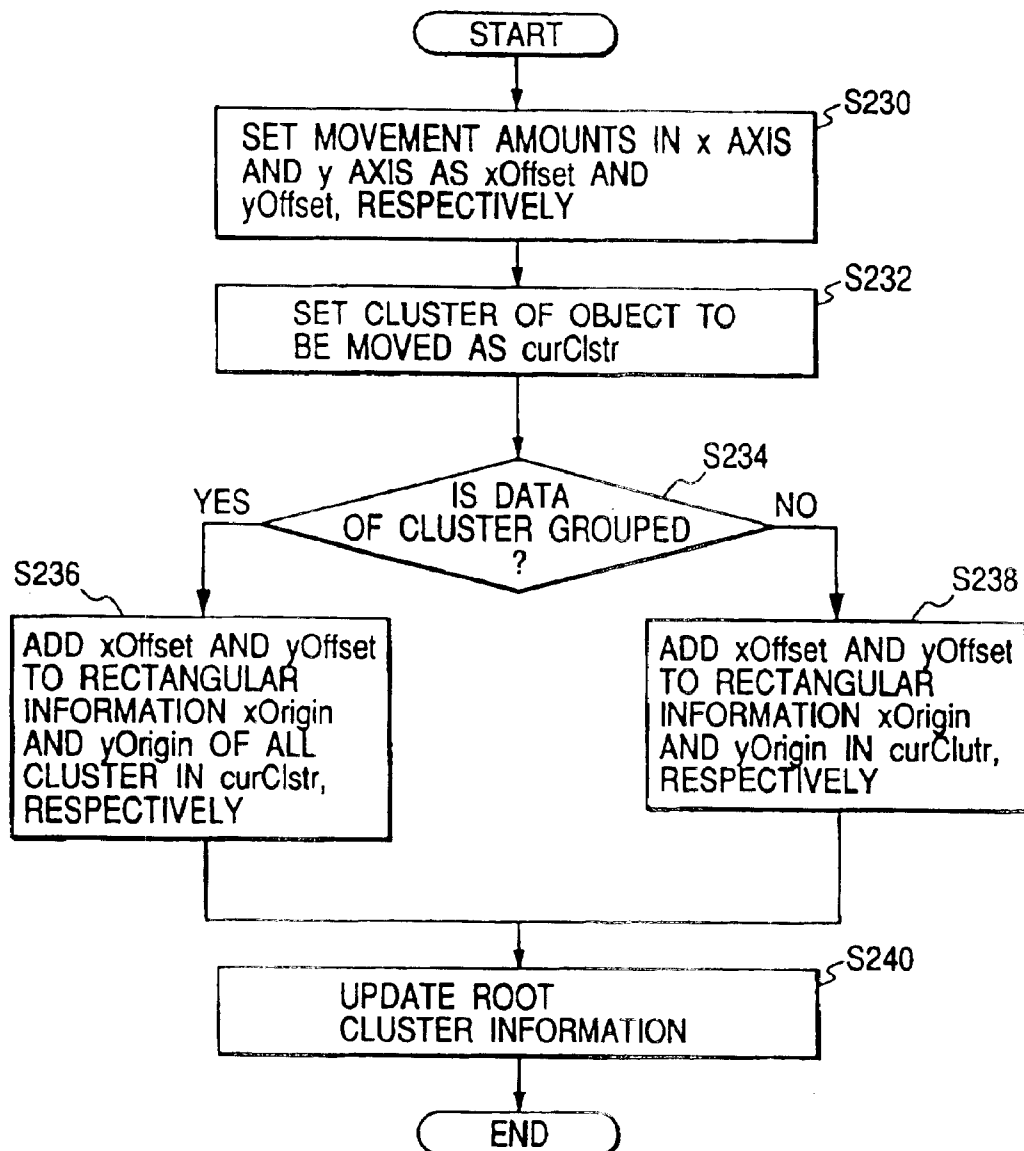 START
S230
SET MOVEMENT AMOUNTS IN x AXIS
AND y AXIS AS xOffset AND
yOffset, RESPECTIVELY
S232
SET CLUSTER OF OBJECT TO
BE MOVED AS curClstr
S234
IS DATA
OF CLUSTER GROUPED
?
YES
NO
S236
ADD xOffset AND yOffset
TO RECTANGULAR
INFORMATION xOrigin
AND yOrigin OF ALL
CLUSTER IN curClstr,
RESPECTIVELY
S238
ADD xOffset AND yOffset
TO RECTANGULAR
INFORMATION xOrigin
AND yOrigin IN curClutr,
RESPECTIVELY
S240
UPDATE ROOT
CLUSTER INFORMATION
END